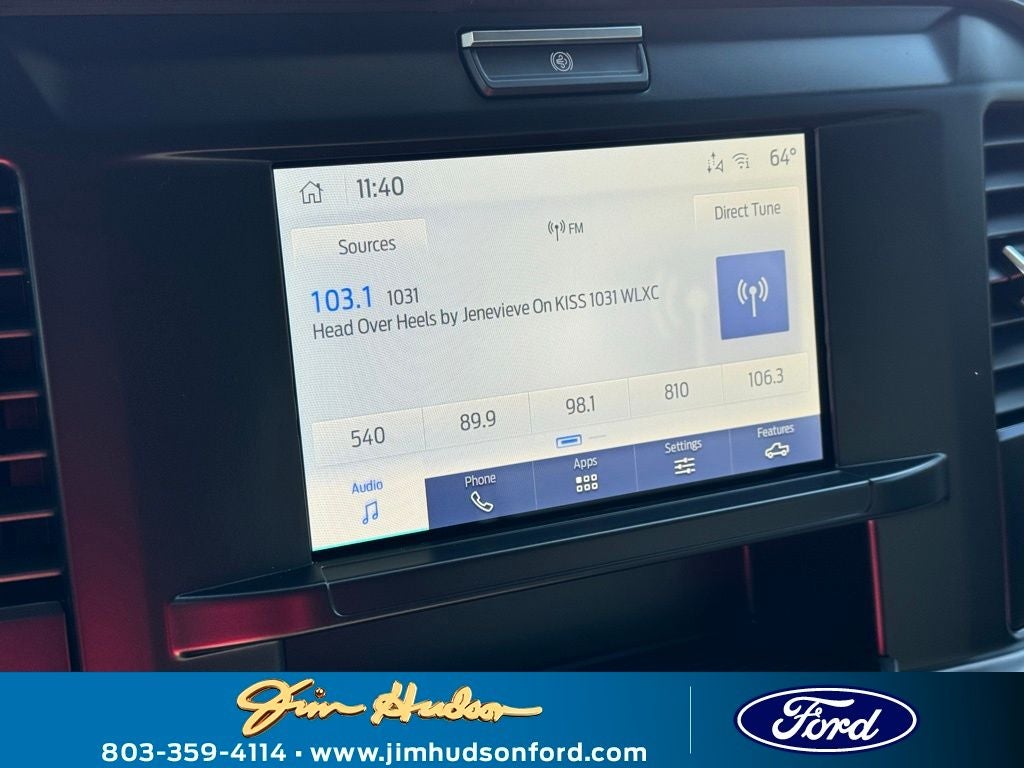 11:40
64°
Sources
FM
Direct Tune
103.1 1031
Head Over Heels by Jenevieve On KISS 1031 WLXC
540 89.9 98.1 810 106.3
Audio Phone Apps Settings Features
Jim Hudson
803-359-4114 • www.jimhudsonford.com
Ford